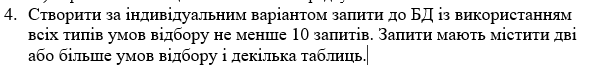 4. Створити за індивідуальним варіантом запити до БД із використанням
всіх типів умов відбору не менше 10 запитів. Запити мають містити дві
або більше умов відбору і декілька таблиць.